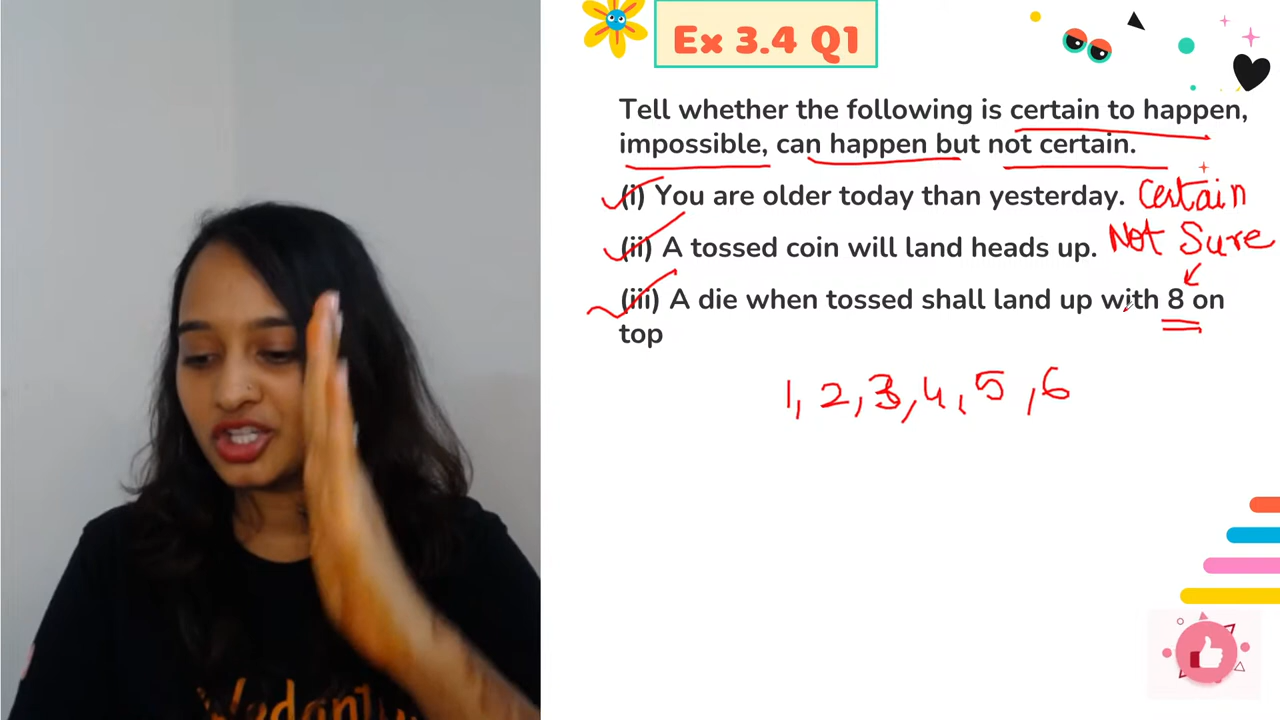 Ex 3.4 Q1
Tell whether the following is certain to happen,
impossible, can happen but not certain.
(i) You are older today than yesterday. Certain
(ii) A tossed coin will land heads up. Not Sure
(iii) A die when tossed shall land up with 8 on
top
1, 2, 3, 4, 5, 6
Vedantu